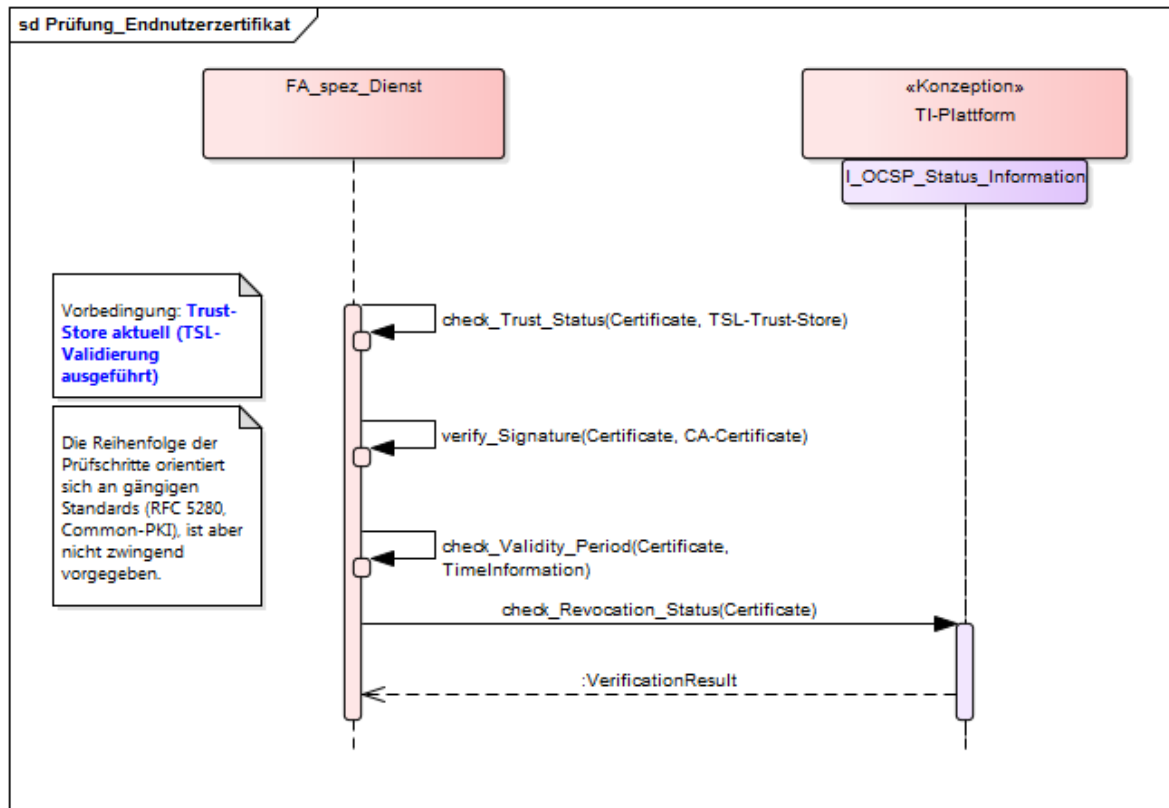 sd Prüfung_Endnutzerzertifikat
FA_spez_Dienst
«Konzeption»
TI-Plattform
I_OCSP_Status_Information
Vorbedingung: Trust-
Store aktuell (TSL-
Validierung
ausgeführt)
check_Trust_Status(Certificate, TSL-Trust-Store)
Die Reihenfolge der
Prüfschritte orientiert
sich an gängigen
Standards (RFC 5280,
Common-PKI), ist aber
nicht zwingend
vorgegeben.
verify_Signature(Certificate, CA-Certificate)
check_Validity_Period(Certificate,
TimeInformation)
check_Revocation_Status(Certificate)
:VerificationResult